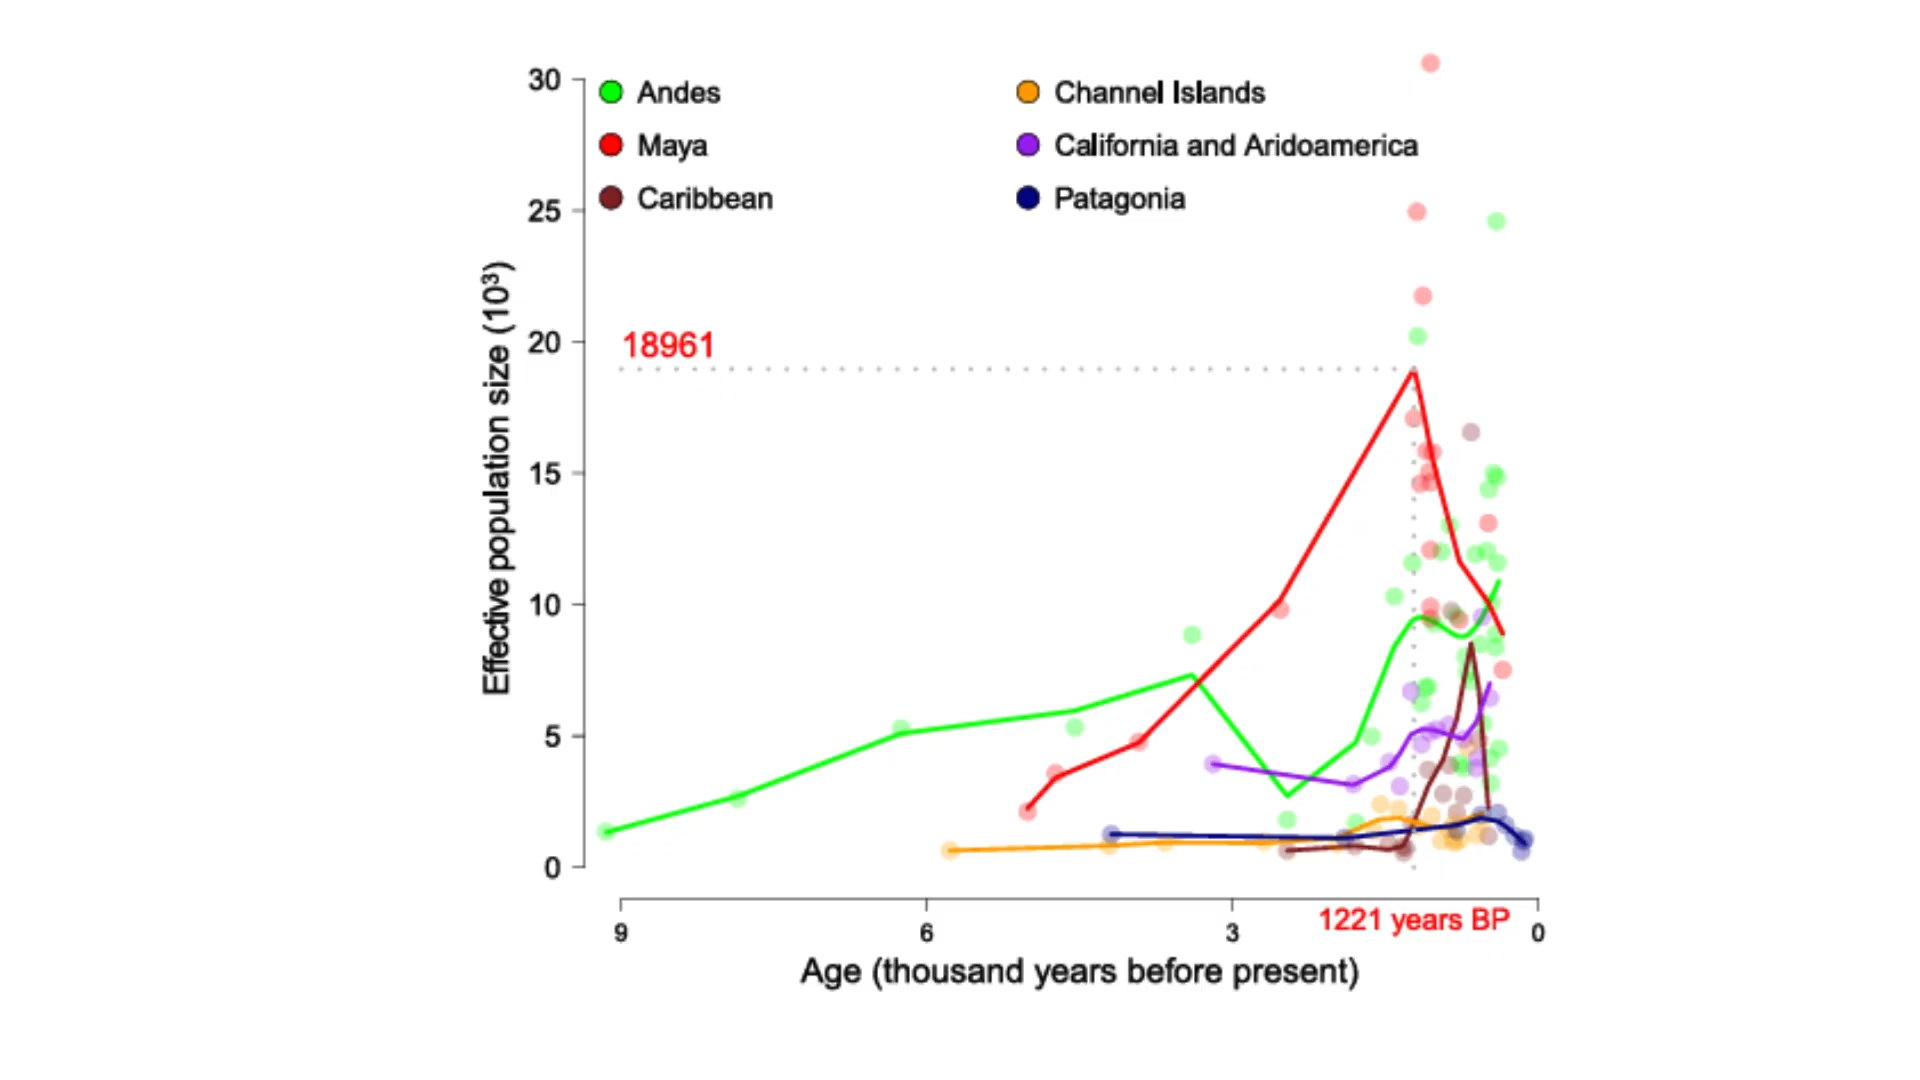 30
25
20
15
10
5
0
Effective population size (10³)
Andes
Maya
Caribbean
Channel Islands
California and Aridoamerica
Patagonia
18961
1221 years BP
9
6
3
0
Age (thousand years before present)